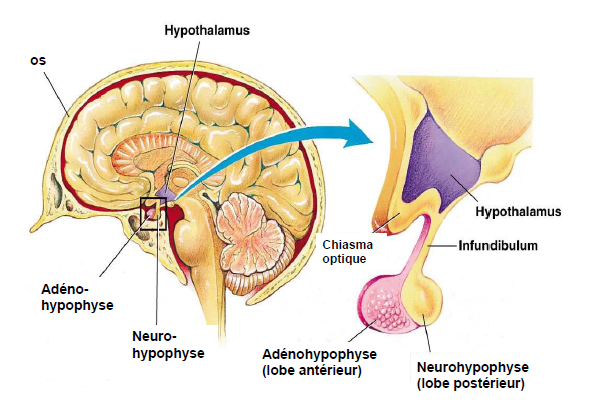 Hypothalamus
os
Adéno-
hypophyse
Neuro-
hypophyse
Chiasma
optique
Hypothalamus
Infundibulum
Adénohypophyse
(lobe antérieur)
Neurohypophyse
(lobe postérieur)